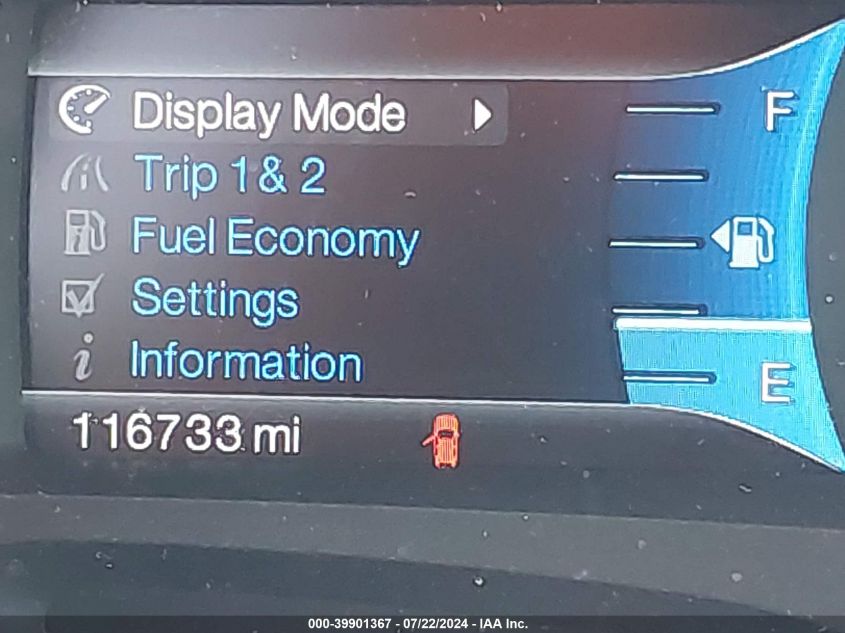 Display Mode
Trip 1 & 2
Fuel Economy
Settings
Information
F
E
116733 mi
000-39901367 - 07/22/2024 - IAA Inc.